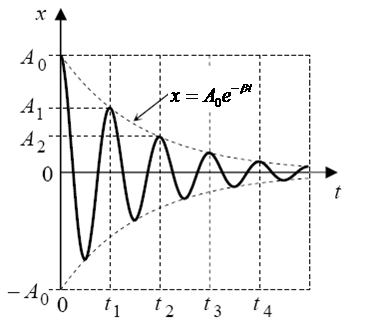 x
A₀
x = A₀e^{-βt}
A₁
A₂
0
t
-A₀
0 t₁ t₂ t₃ t₄